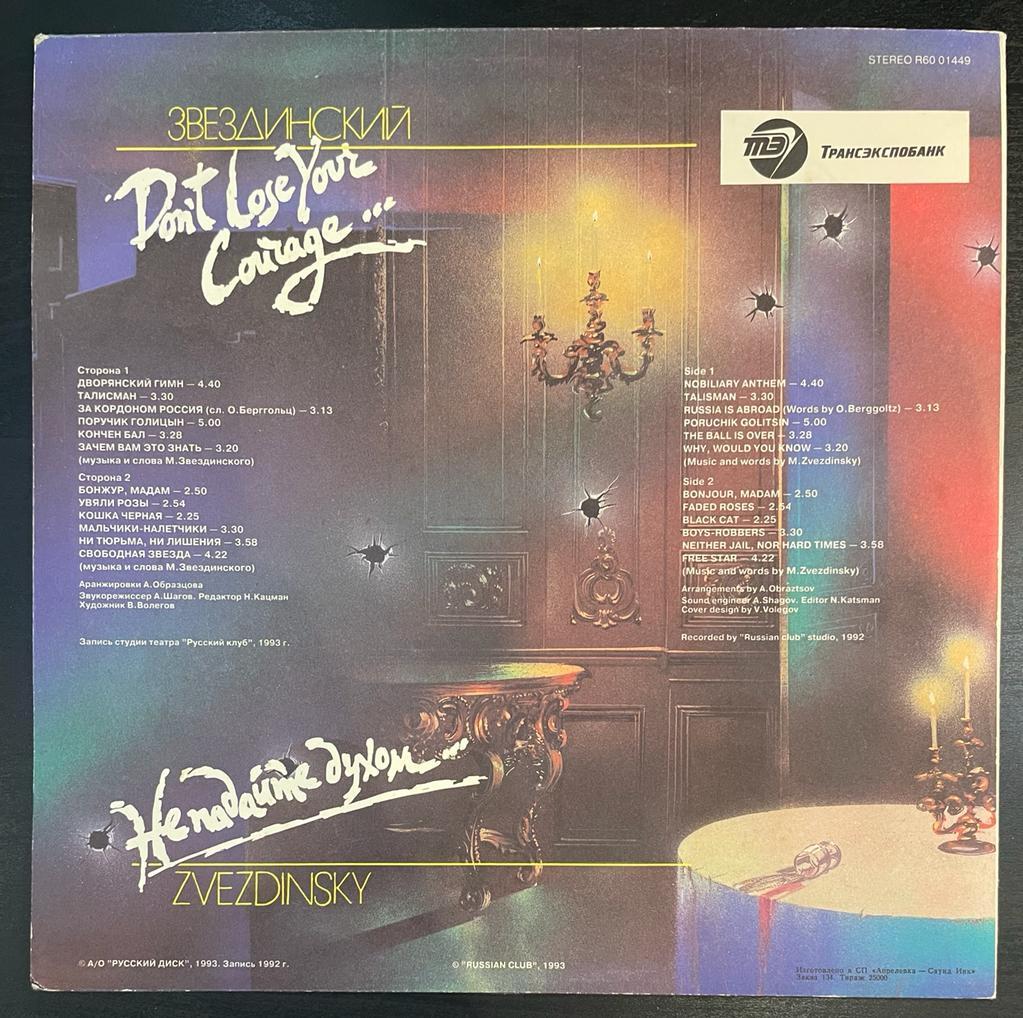 STEREO R60 01449
ЗВЕЗДИНСКИЙ
Don't Lose Your
Courage...
ТЭ ТРАНСЭКСПОБАНК
Сторона 1
ДВОРЯНСКИЙ ГИМН — 4.40
ТАЛИСМАН — 3.30
ЗА КОРДОНОМ РОССИЯ (сл. О.Берггольц) — 3.13
ПОРУЧИК ГОЛИЦЫН — 5.00
КОНЧЕН БАЛ — 3.28
ЗАЧЕМ ВАМ ЭТО ЗНАТЬ — 3.20
(музыка и слова М.Звездинского)
Сторона 2
БОНЖУР, МАДАМ — 2.50
УВЯЛИ РОЗЫ — 2.54
КОШКА ЧЕРНАЯ — 2.25
МАЛЬЧИКИ-НАЛЕТЧИКИ — 3.30
НИ ТЮРЬМА, НИ ЛИШЕНИЯ — 3.58
СВОБОДНАЯ ЗВЕЗДА — 4.22
(музыка и слова М.Звездинского)
Аранжировки А.Образцова
Звукорежиссер А.Шагов. Редактор Н.Кацман
Художник В.Волегов
Запись студии театра "Русский клуб", 1993 г.
Side 1
NOBILIARY ANTHEM — 4.40
TALISMAN — 3.30
RUSSIA IS ABROAD (Words by O.Berggoltz) — 3.13
PORUCHIK GOLITSIN — 5.00
THE BALL IS OVER — 3.28
WHY, WOULD YOU KNOW — 3.20
(Music and words by M.Zvezdinsky)
Side 2
BONJOUR, MADAM — 2.50
FADED ROSES — 2.54
BLACK CAT — 2.25
BOYS-ROBBERS — 3.30
NEITHER JAIL, NOR HARD TIMES — 3.58
FREE STAR — 4.22
(Music and words by M.Zvezdinsky)
Arrangements by A.Obraztsov
Sound engineer A.Shagov. Editor N.Katsman
Cover design by V.Volegov
Recorded by "Russian club" studio, 1992
Не падайте духом...
ZVEZDINSKY
© А/О "РУССКИЙ ДИСК", 1993. Запись 1992 г.
© "RUSSIAN CLUB", 1993
Изготовлено в СП «Апрелевка — Саунд Инк»
Заказ 134. Тираж 25000